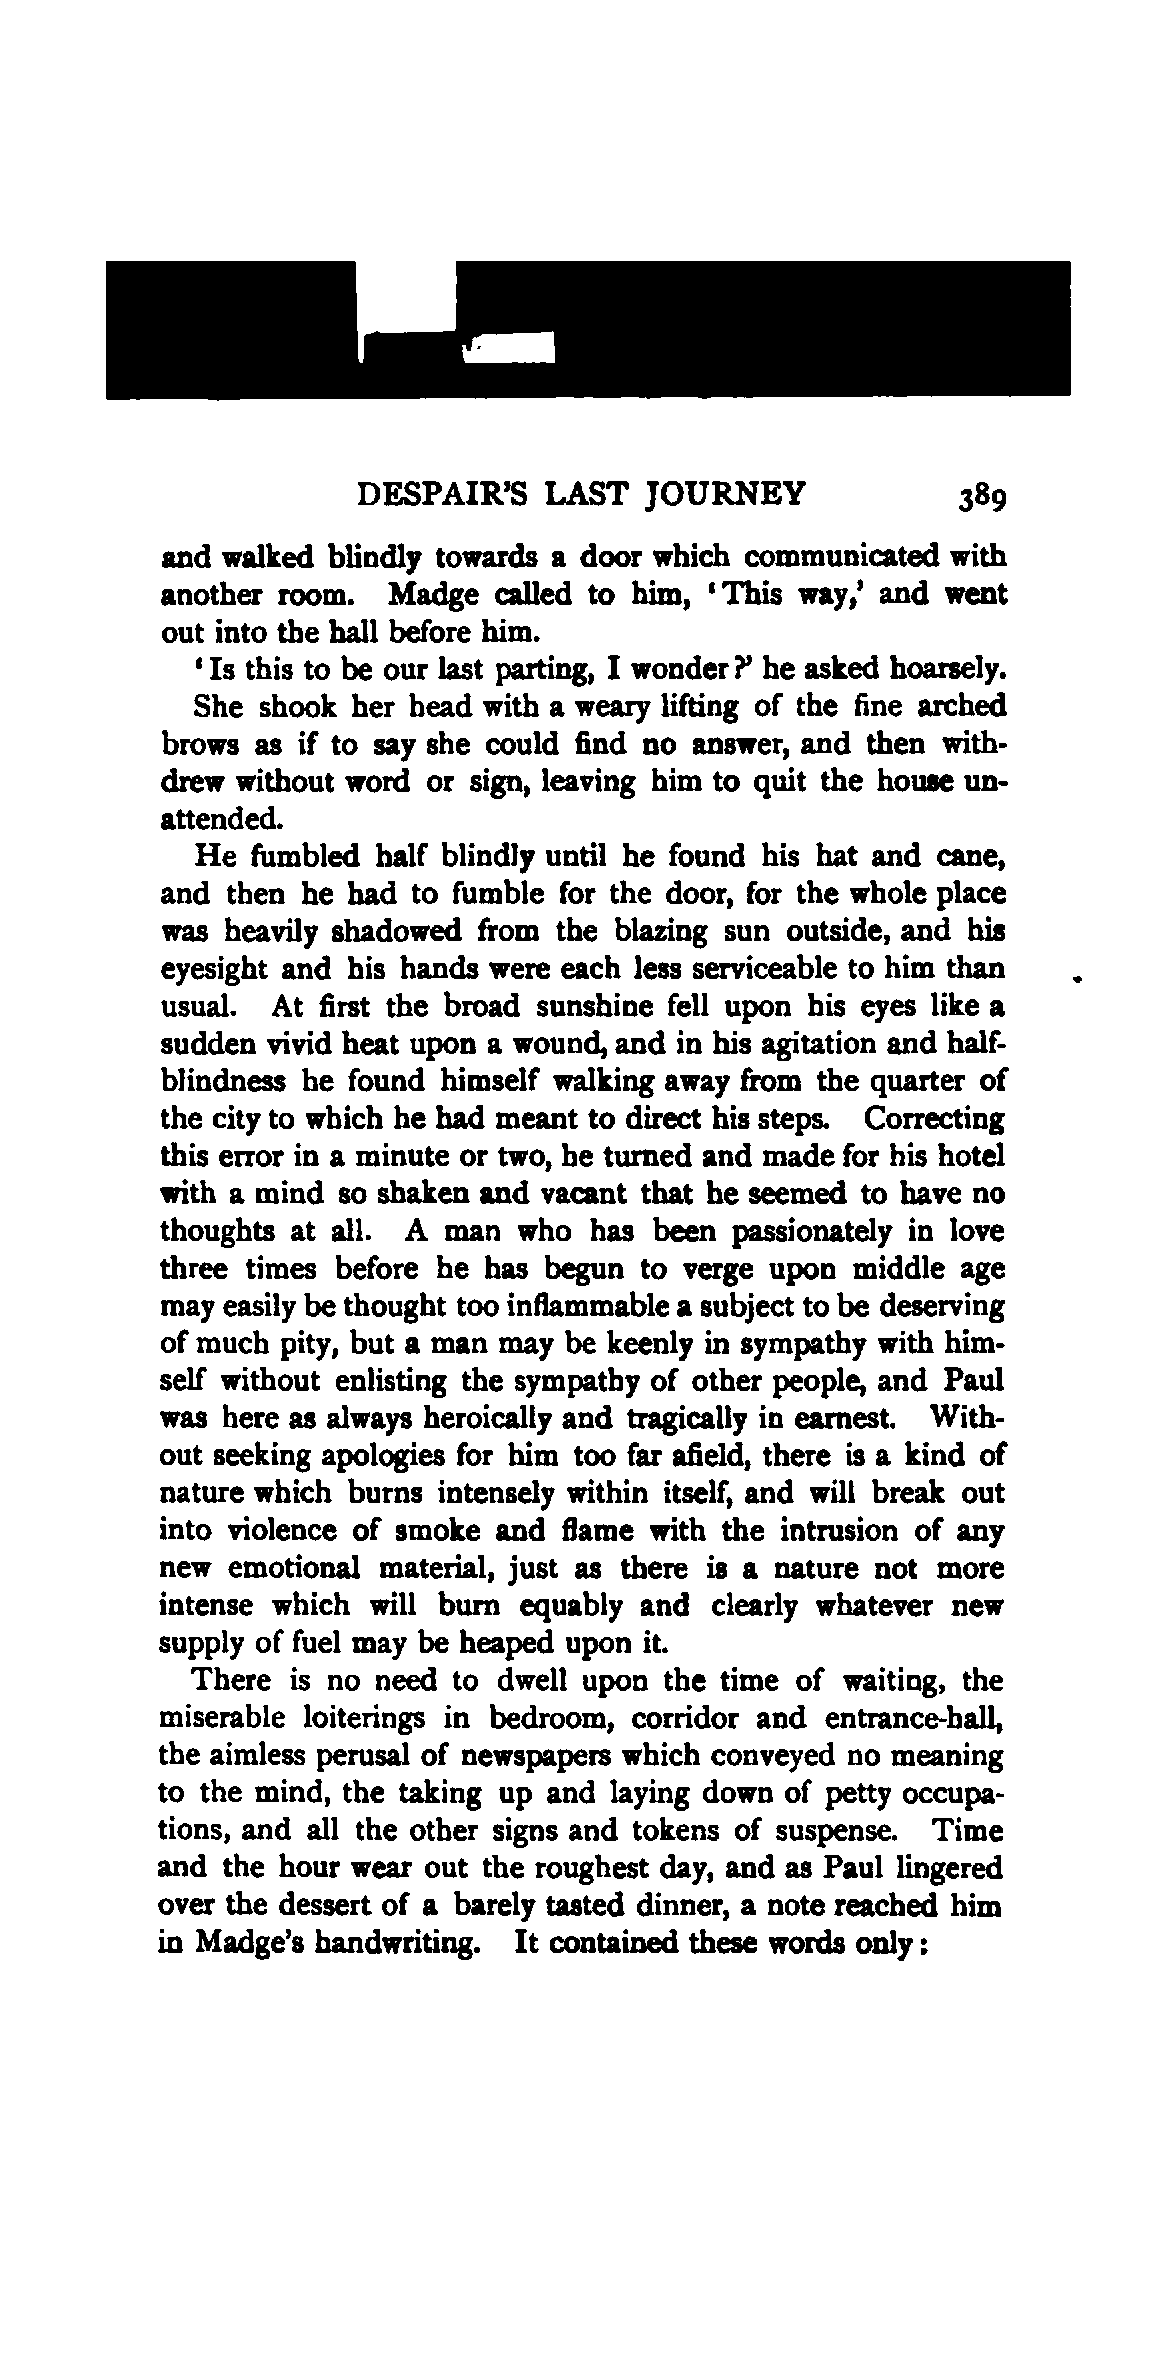 DESPAIR'S LAST JOURNEY 389
and walked blindly towards a door which communicated with
another room. Madge called to him, 'This way,' and went
out into the hall before him.
'Is this to be our last parting, I wonder?' he asked hoarsely.
She shook her head with a weary lifting of the fine arched
brows as if to say she could find no answer, and then with-
drew without word or sign, leaving him to quit the house un-
attended.
He fumbled half blindly until he found his hat and cane,
and then he had to fumble for the door, for the whole place
was heavily shadowed from the blazing sun outside, and his
eyesight and his hands were each less serviceable to him than
usual. At first the broad sunshine fell upon his eyes like a
sudden vivid heat upon a wound, and in his agitation and half-
blindness he found himself walking away from the quarter of
the city to which he had meant to direct his steps. Correcting
this error in a minute or two, he turned and made for his hotel
with a mind so shaken and vacant that he seemed to have no
thoughts at all. A man who has been passionately in love
three times before he has begun to verge upon middle age
may easily be thought too inflammable a subject to be deserving
of much pity, but a man may be keenly in sympathy with him-
self without enlisting the sympathy of other people, and Paul
was here as always heroically and tragically in earnest. With-
out seeking apologies for him too far afield, there is a kind of
nature which burns intensely within itself, and will break out
into violence of smoke and flame with the intrusion of any
new emotional material, just as there is a nature not more
intense which will burn equably and clearly whatever new
supply of fuel may be heaped upon it.
There is no need to dwell upon the time of waiting, the
miserable loiterings in bedroom, corridor and entrance-hall,
the aimless perusal of newspapers which conveyed no meaning
to the mind, the taking up and laying down of petty occupa-
tions, and all the other signs and tokens of suspense. Time
and the hour wear out the roughest day, and as Paul lingered
over the dessert of a barely tasted dinner, a note reached him
in Madge's handwriting. It contained these words only: